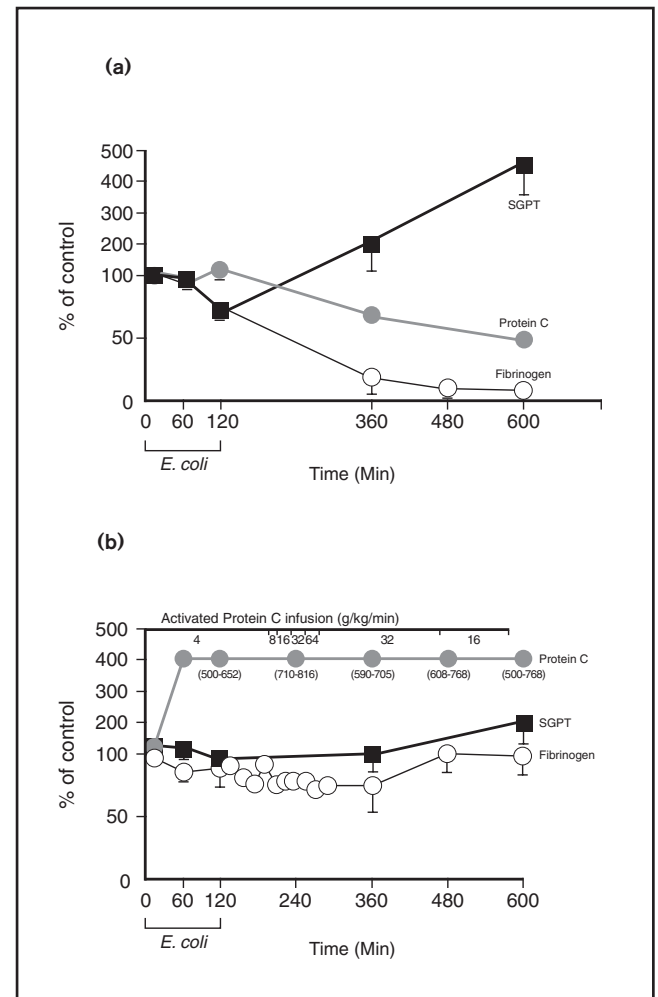 (a)
500
400
300
200
100
50
0
% of control
SGPT
Protein C
Fibrinogen
0 60 120 360 480 600
E. coli
Time (Min)
(b)
Activated Protein C infusion (g/kg/min)
4 8 16 32 64 32 16
500
400
300
200
100
50
0
% of control
Protein C
(500-652) (710-816) (590-705) (608-768) (500-768)
SGPT
Fibrinogen
0 60 120 240 360 480 600
E. coli
Time (Min)